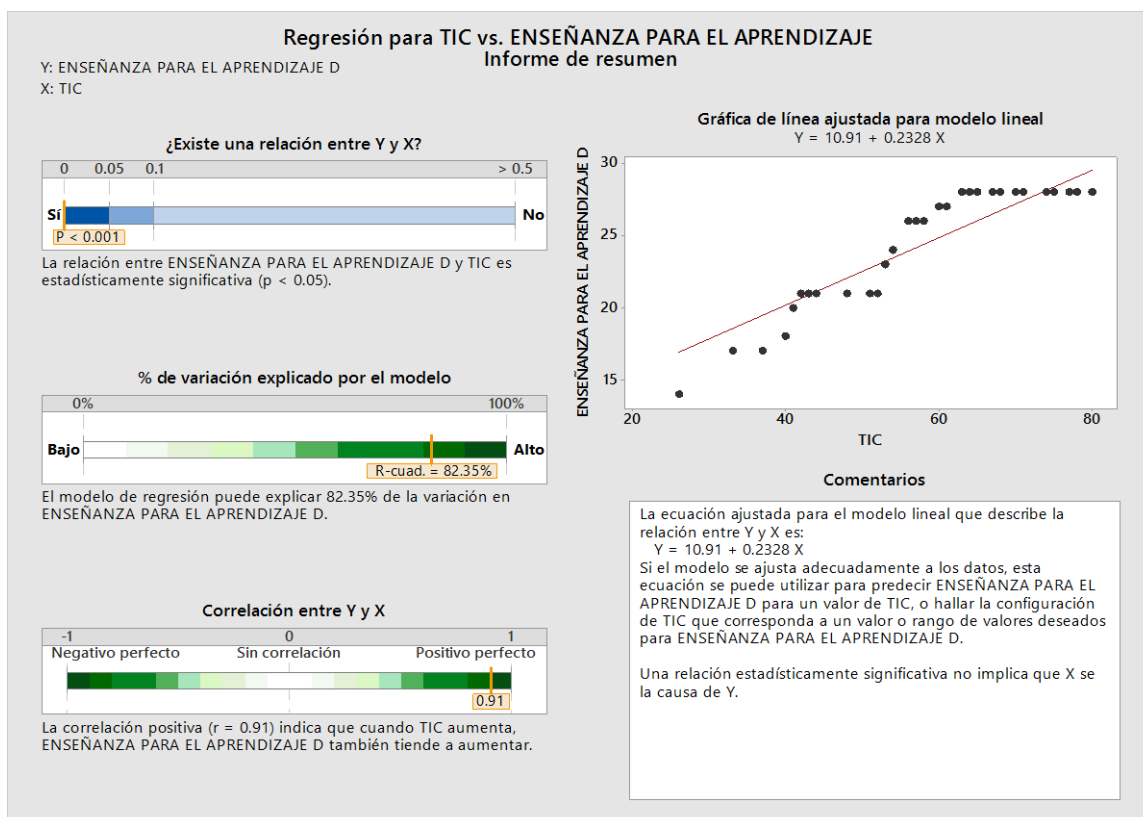 Regresión para TIC vs. ENSEÑANZA PARA EL APRENDIZAJE
Informe de resumen
Y: ENSEÑANZA PARA EL APRENDIZAJE D
X: TIC
¿Existe una relación entre Y y X?
0 0.05 0.1 > 0.5
Sí No
P < 0.001
La relación entre ENSEÑANZA PARA EL APRENDIZAJE D y TIC es
estadísticamente significativa (p < 0.05).
% de variación explicado por el modelo
0% 100%
Bajo Alto
R-cuad. = 82.35%
El modelo de regresión puede explicar 82.35% de la variación en
ENSEÑANZA PARA EL APRENDIZAJE D.
Correlación entre Y y X
-1 0 1
Negativo perfecto Sin correlación Positivo perfecto
0.91
La correlación positiva (r = 0.91) indica que cuando TIC aumenta,
ENSEÑANZA PARA EL APRENDIZAJE D también tiende a aumentar.
Gráfica de línea ajustada para modelo lineal
Y = 10.91 + 0.2328 X
ENSEÑANZA PARA EL APRENDIZAJE D
30
25
20
15
20 40 60 80
TIC
Comentarios
La ecuación ajustada para el modelo lineal que describe la
relación entre Y y X es:
Y = 10.91 + 0.2328 X
Si el modelo se ajusta adecuadamente a los datos, esta
ecuación se puede utilizar para predecir ENSEÑANZA PARA EL
APRENDIZAJE D para un valor de TIC, o hallar la configuración
de TIC que corresponda a un valor o rango de valores deseados
para ENSEÑANZA PARA EL APRENDIZAJE D.
Una relación estadísticamente significativa no implica que X se
la causa de Y.